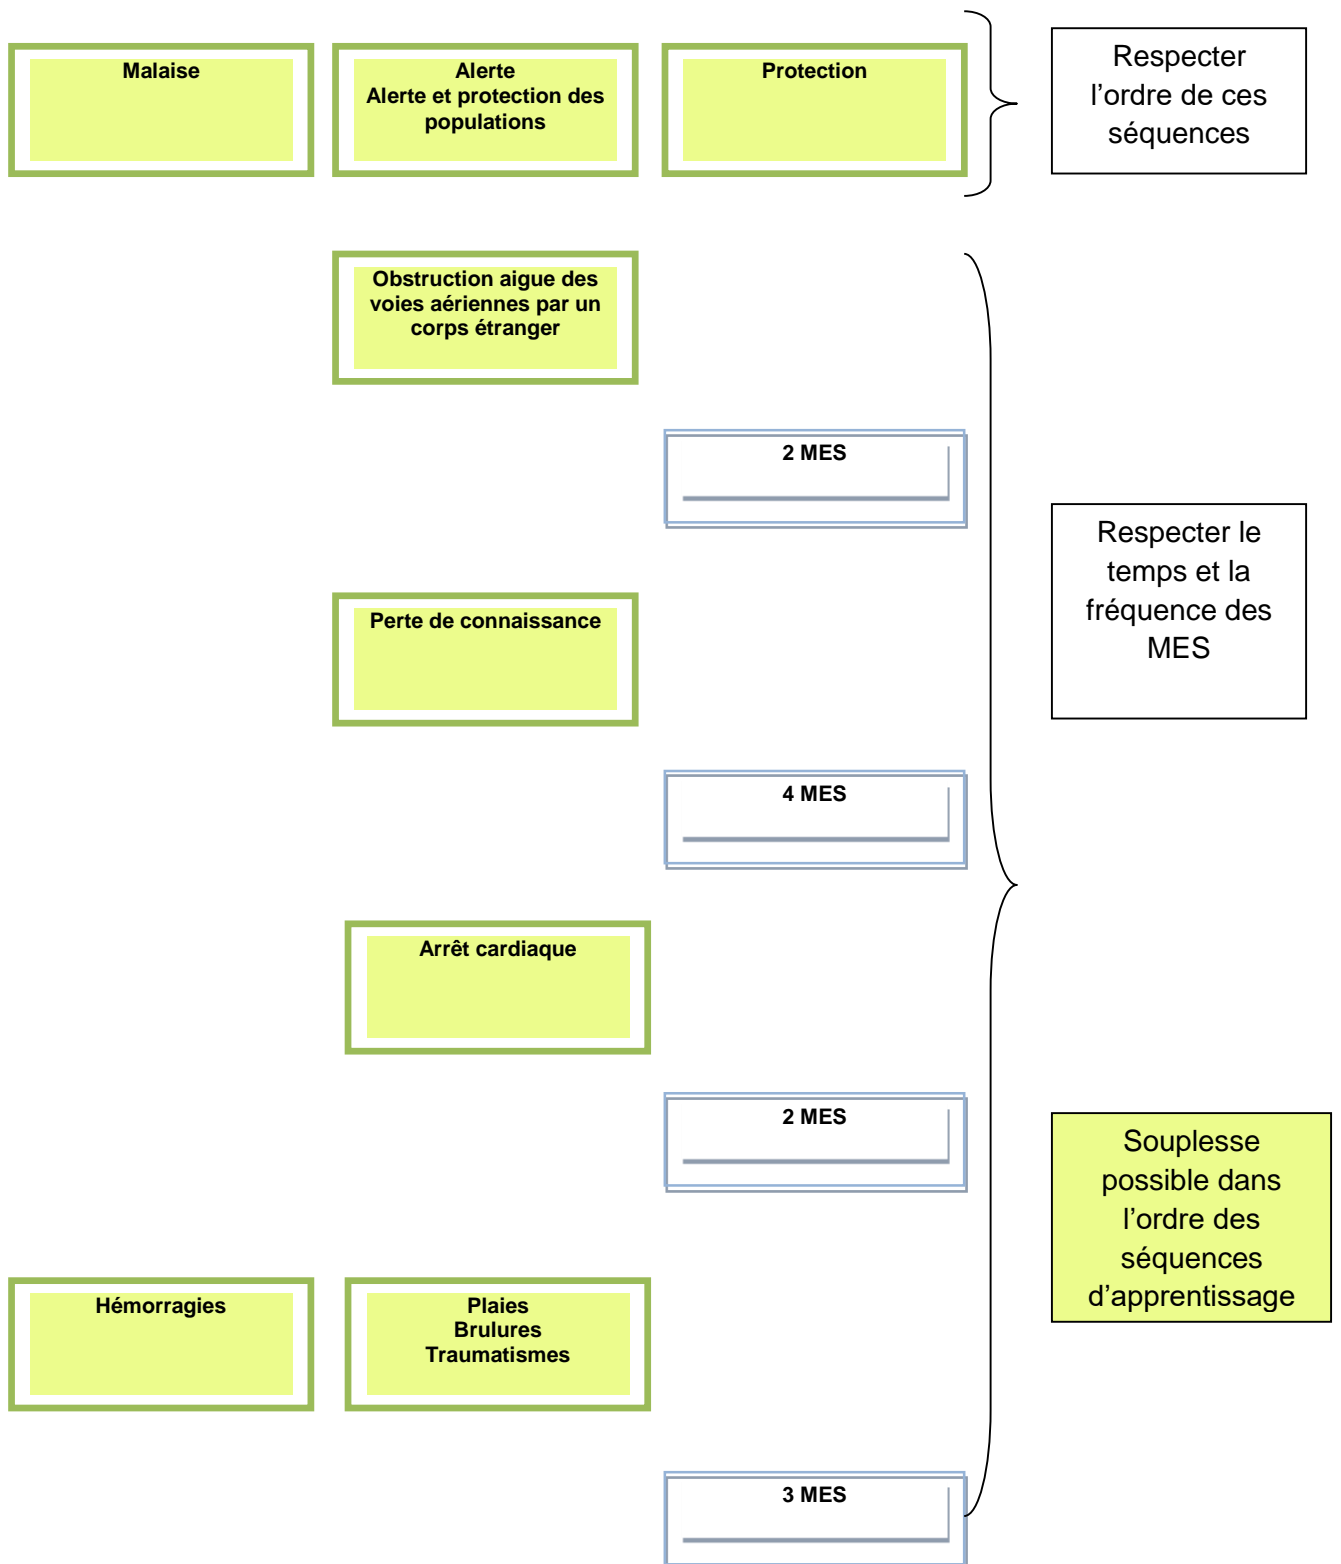 Malaise
Alerte
Alerte et protection des
populations
Protection
Respecter
l’ordre de ces
séquences
Obstruction aigue des
voies aériennes par un
corps étranger
2 MES
Respecter le
temps et la
fréquence des
MES
Perte de connaissance
4 MES
Arrêt cardiaque
2 MES
Souplesse
possible dans
l’ordre des
séquences
d’apprentissage
Hémorragies
Plaies
Brulures
Traumatismes
3 MES